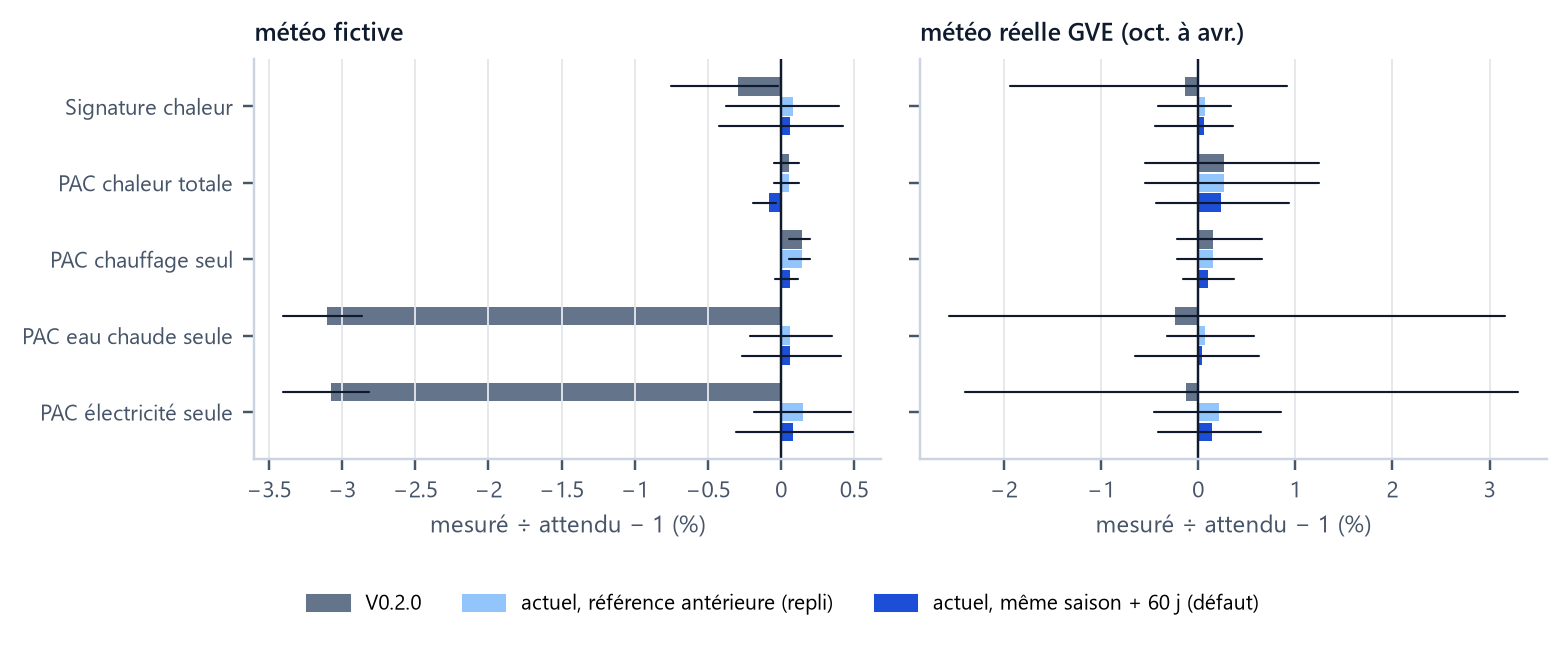 météo fictive
météo réelle GVE (oct. à avr.)
Signature chaleur
PAC chaleur totale
PAC chauffage seul
PAC eau chaude seule
PAC électricité seule
−3.5 −3 −2.5 −2 −1.5 −1 −0.5 0 0.5
−2 −1 0 1 2 3
mesuré ÷ attendu − 1 (%)
mesuré ÷ attendu − 1 (%)
V0.2.0
actuel, référence antérieure (repli)
actuel, même saison + 60 j (défaut)